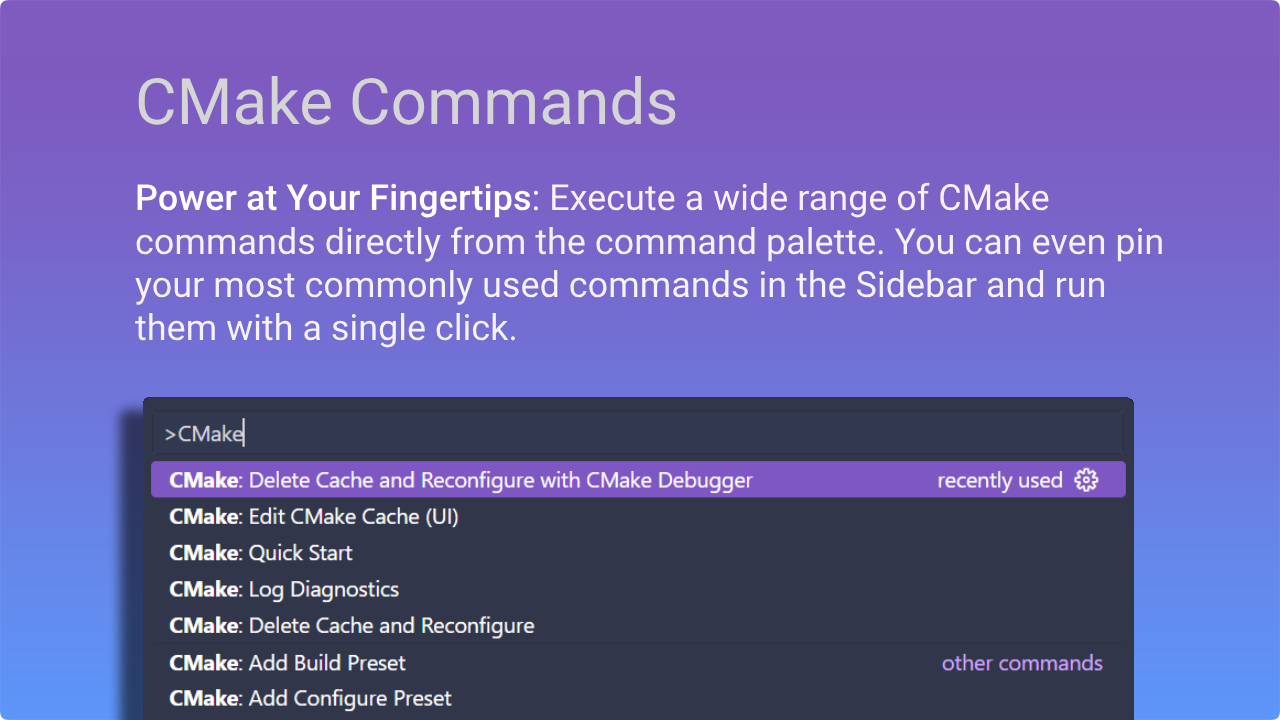 CMake Commands
Power at Your Fingertips: Execute a wide range of CMake
commands directly from the command palette. You can even pin
your most commonly used commands in the Sidebar and run
them with a single click.
>CMake
CMake: Delete Cache and Reconfigure with CMake Debugger recently used
CMake: Edit CMake Cache (UI)
CMake: Quick Start
CMake: Log Diagnostics
CMake: Delete Cache and Reconfigure
CMake: Add Build Preset other commands
CMake: Add Configure Preset